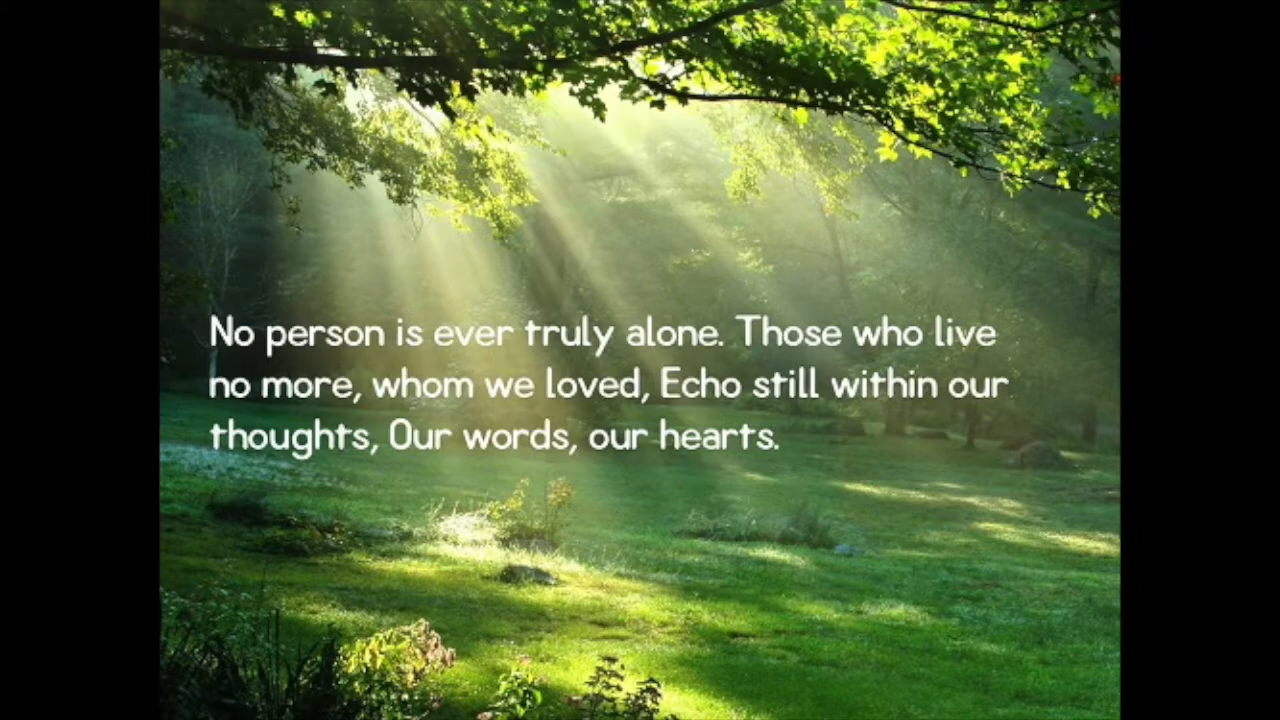 No person is ever truly alone. Those who live
no more, whom we loved, Echo still within our
thoughts, Our words, our hearts.